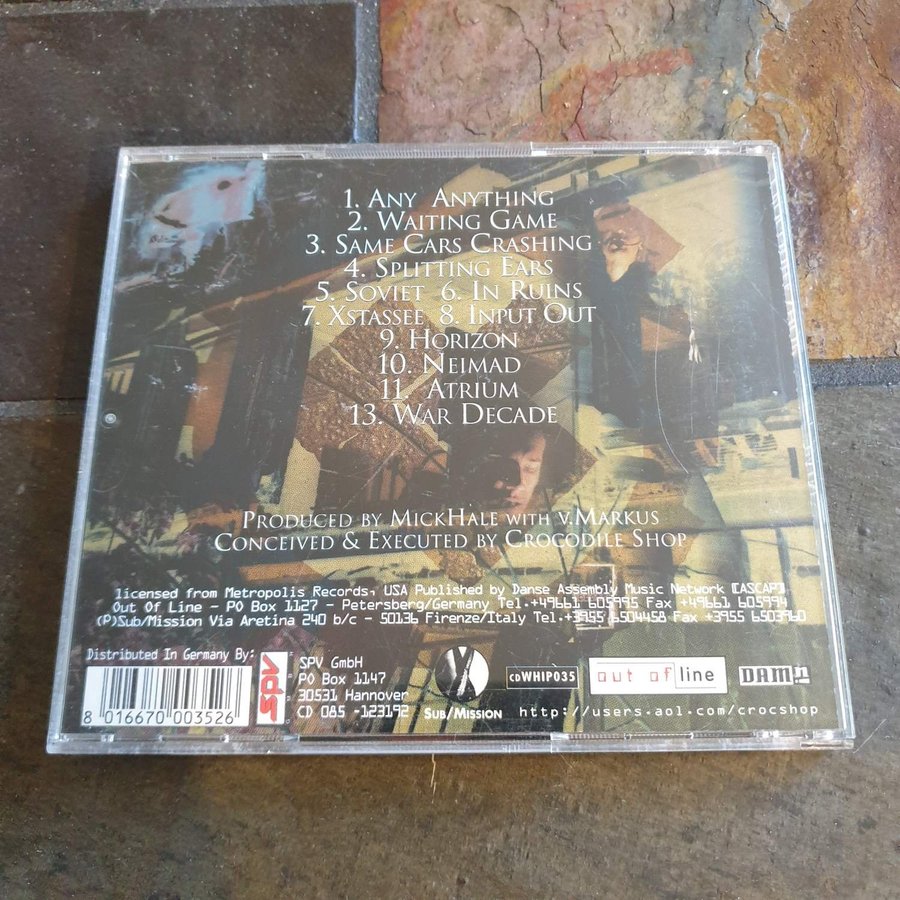 1. Any Anything
2. Waiting Game
3. Same Cars Crashing
4. Splitting Ears
5. Soviet 6. In Ruins
7. Xstassee 8. Input Out
9. Horizon
10. Neimad
11. Atrium
13. War Decade
Produced by MickHale with v.Markus
Conceived & Executed by Crocodile Shop
licensed from Metropolis Records, USA Published by Danse Assembly Music Network [ASCAP]
Out Of Line - PO Box 1127 - Petersberg/Germany Tel.+49661 605995 Fax +49661 605994
(P)Sub/Mission Via Aretina 240 b/c - 50136 Firenze/Italy Tel.+3955 6504458 Fax +3955 6503960
Distributed In Germany By:
8 016670 003526
SPV
SPV GmbH
PO Box 1147
30531 Hannover
CD 085 -123192
Sub/Mission
cDWHIP035
out of line
DAMn
http://users.aol.com/crocshop